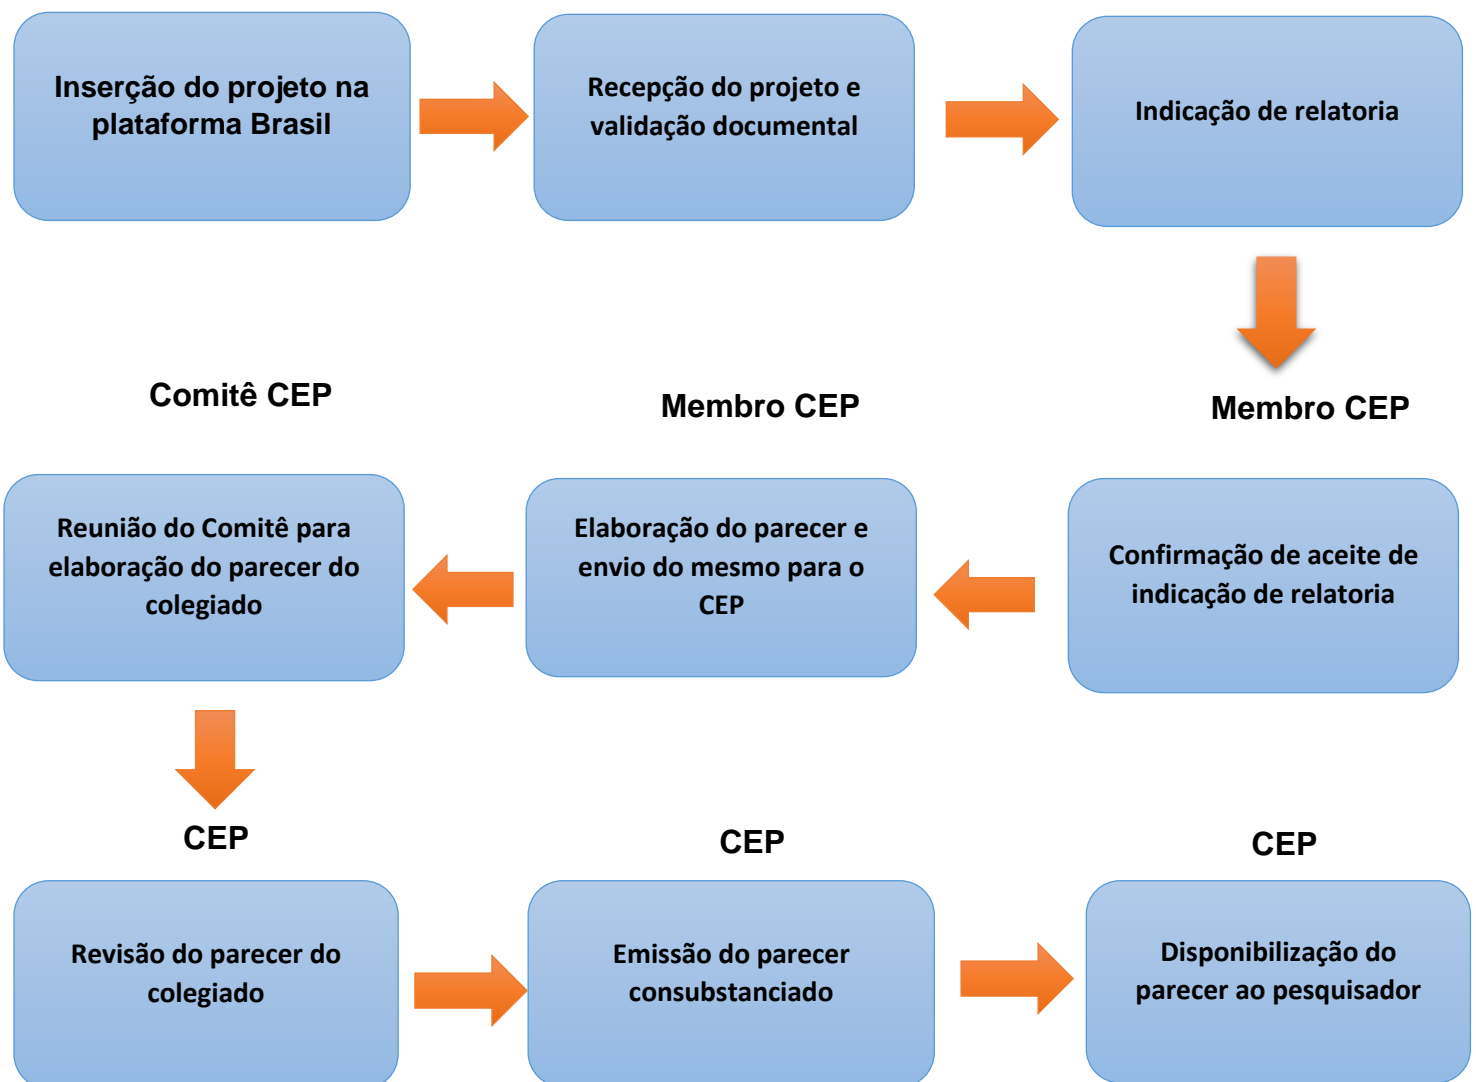 Inserção do projeto na
plataforma Brasil
Recepção do projeto e
validação documental
Indicação de relatoria
Comitê CEP
Membro CEP
Membro CEP
Reunião do Comitê para
elaboração do parecer do
colegiado
Elaboração do parecer e
envio do mesmo para o
CEP
Confirmação de aceite de
indicação de relatoria
CEP
CEP
CEP
Revisão do parecer do
colegiado
Emissão do parecer
consubstanciado
Disponibilização do
parecer ao pesquisador